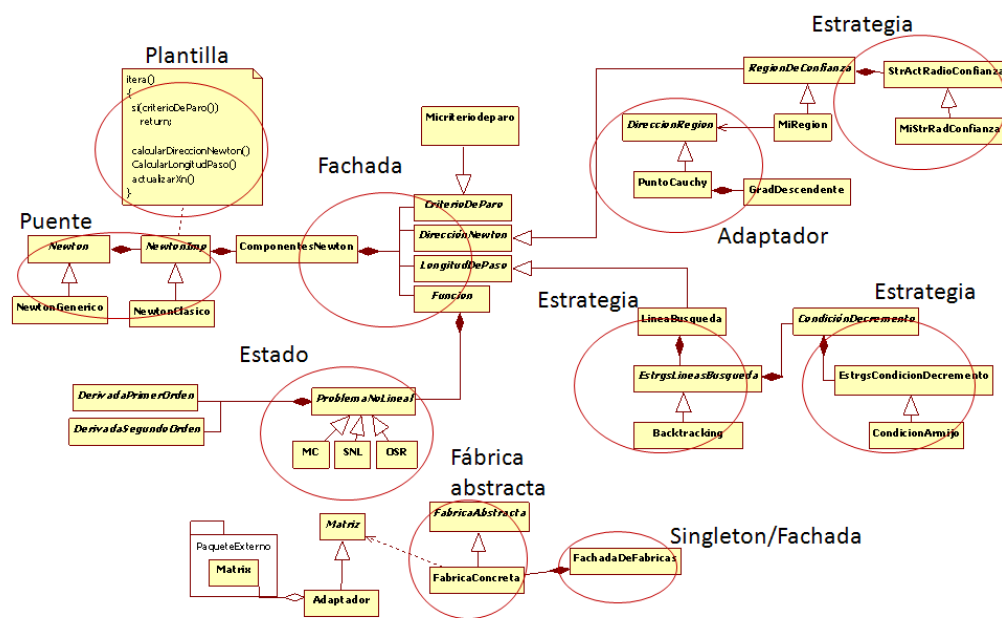 Estrategia
Plantilla
itera()
{
si(criterioDeParo())
return;
calcularDireccionNewton()
CalcularLongitudPaso()
actualizarXn()
}
RegionDeConfianza
StrActRadioConfianza
Micriteriodeparo
DireccionRegion
MiRegion
MiStrRadConfianza
Fachada
PuntoCauchy
GradDescendente
CriterioDeParo
Puente
DirecciónNewton
Adaptador
Newton
NewtonImp
ComponentesNewton
LongitudDePaso
Funcion
NewtonGenerico
NewtonClasico
Estrategia
Estrategia
LineaBusqueda
CondiciónDecremento
Estado
EstrgsLineasBusqueda
EstrgsCondicionDecremento
DerivadaPrimerOrden
ProblemaNoLineal
DerivadaSegundoOrden
Backtracking
CondicionArmijo
MC
SNL
OSR
Fábrica
abstracta
FabricaAbstracta
Matriz
Singleton/Fachada
PaqueteExterno
Matrix
FachadaDeFabricas
FabricaConcreta
Adaptador